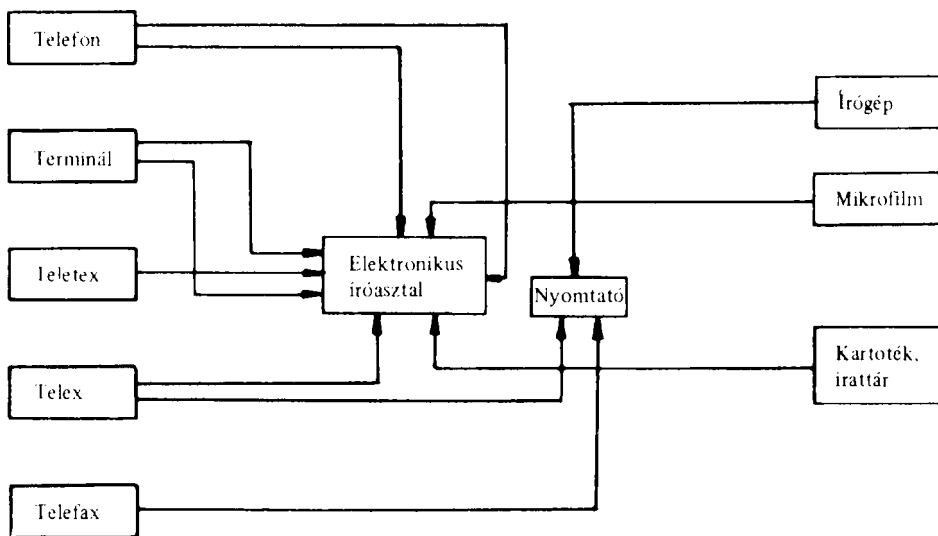 Telefon
Terminál
Teletex
Telex
Telefax
Elektronikus
íróasztal
Nyomtató
Írógép
Mikrofilm
Kartoték,
irattár